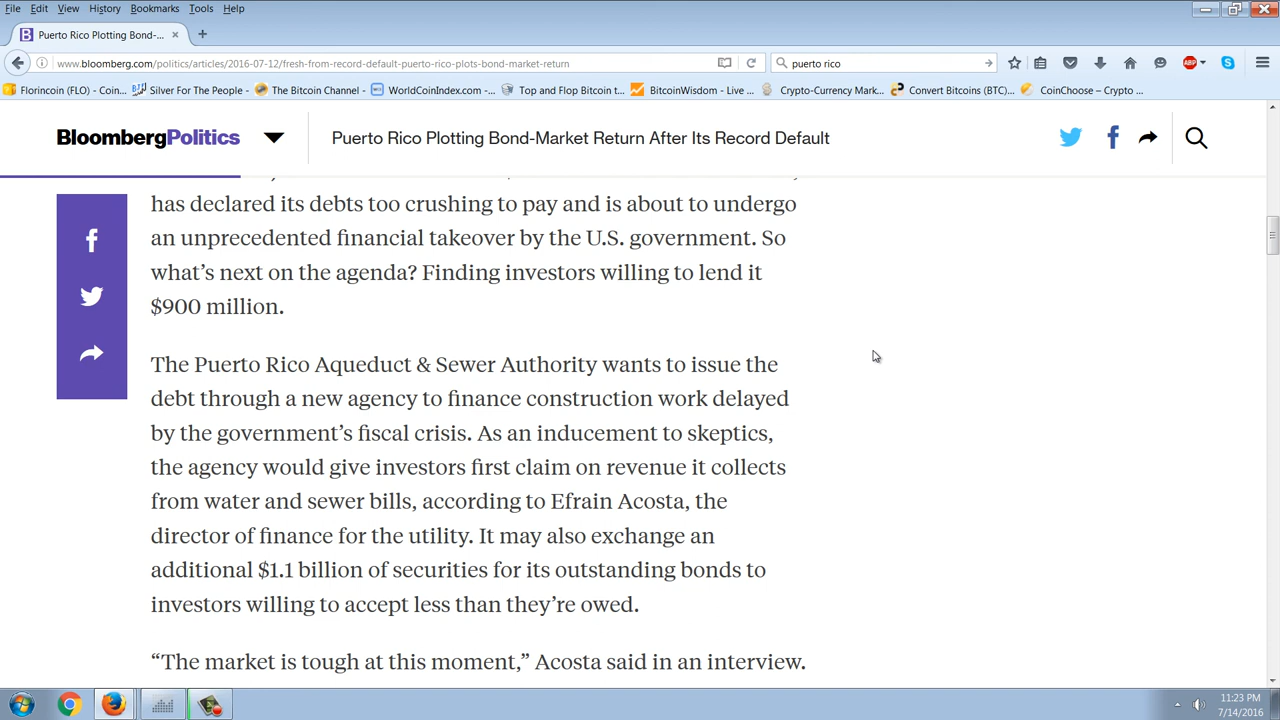 File Edit View History Bookmarks Tools Help
Puerto Rico Plotting Bond-...
www.bloomberg.com/politics/articles/2016-07-12/fresh-from-record-default-puerto-rico-plots-bond-market-return
puerto rico
ABP
Florincoin (FLO) - Coin... Silver For The People - The Bitcoin Channel - WorldCoinIndex.com -... Top and Flop Bitcoin t... BitcoinWisdom - Live ... Crypto-Currency Mark... Convert Bitcoins (BTC)... CoinChoose – Crypto ...
BloombergPolitics
Puerto Rico Plotting Bond-Market Return After Its Record Default
has declared its debts too crushing to pay and is about to undergo
an unprecedented financial takeover by the U.S. government. So
what's next on the agenda? Finding investors willing to lend it
$900 million.
The Puerto Rico Aqueduct & Sewer Authority wants to issue the
debt through a new agency to finance construction work delayed
by the government's fiscal crisis. As an inducement to skeptics,
the agency would give investors first claim on revenue it collects
from water and sewer bills, according to Efrain Acosta, the
director of finance for the utility. It may also exchange an
additional $1.1 billion of securities for its outstanding bonds to
investors willing to accept less than they're owed.
“The market is tough at this moment,” Acosta said in an interview.
11:23 PM
7/14/2016